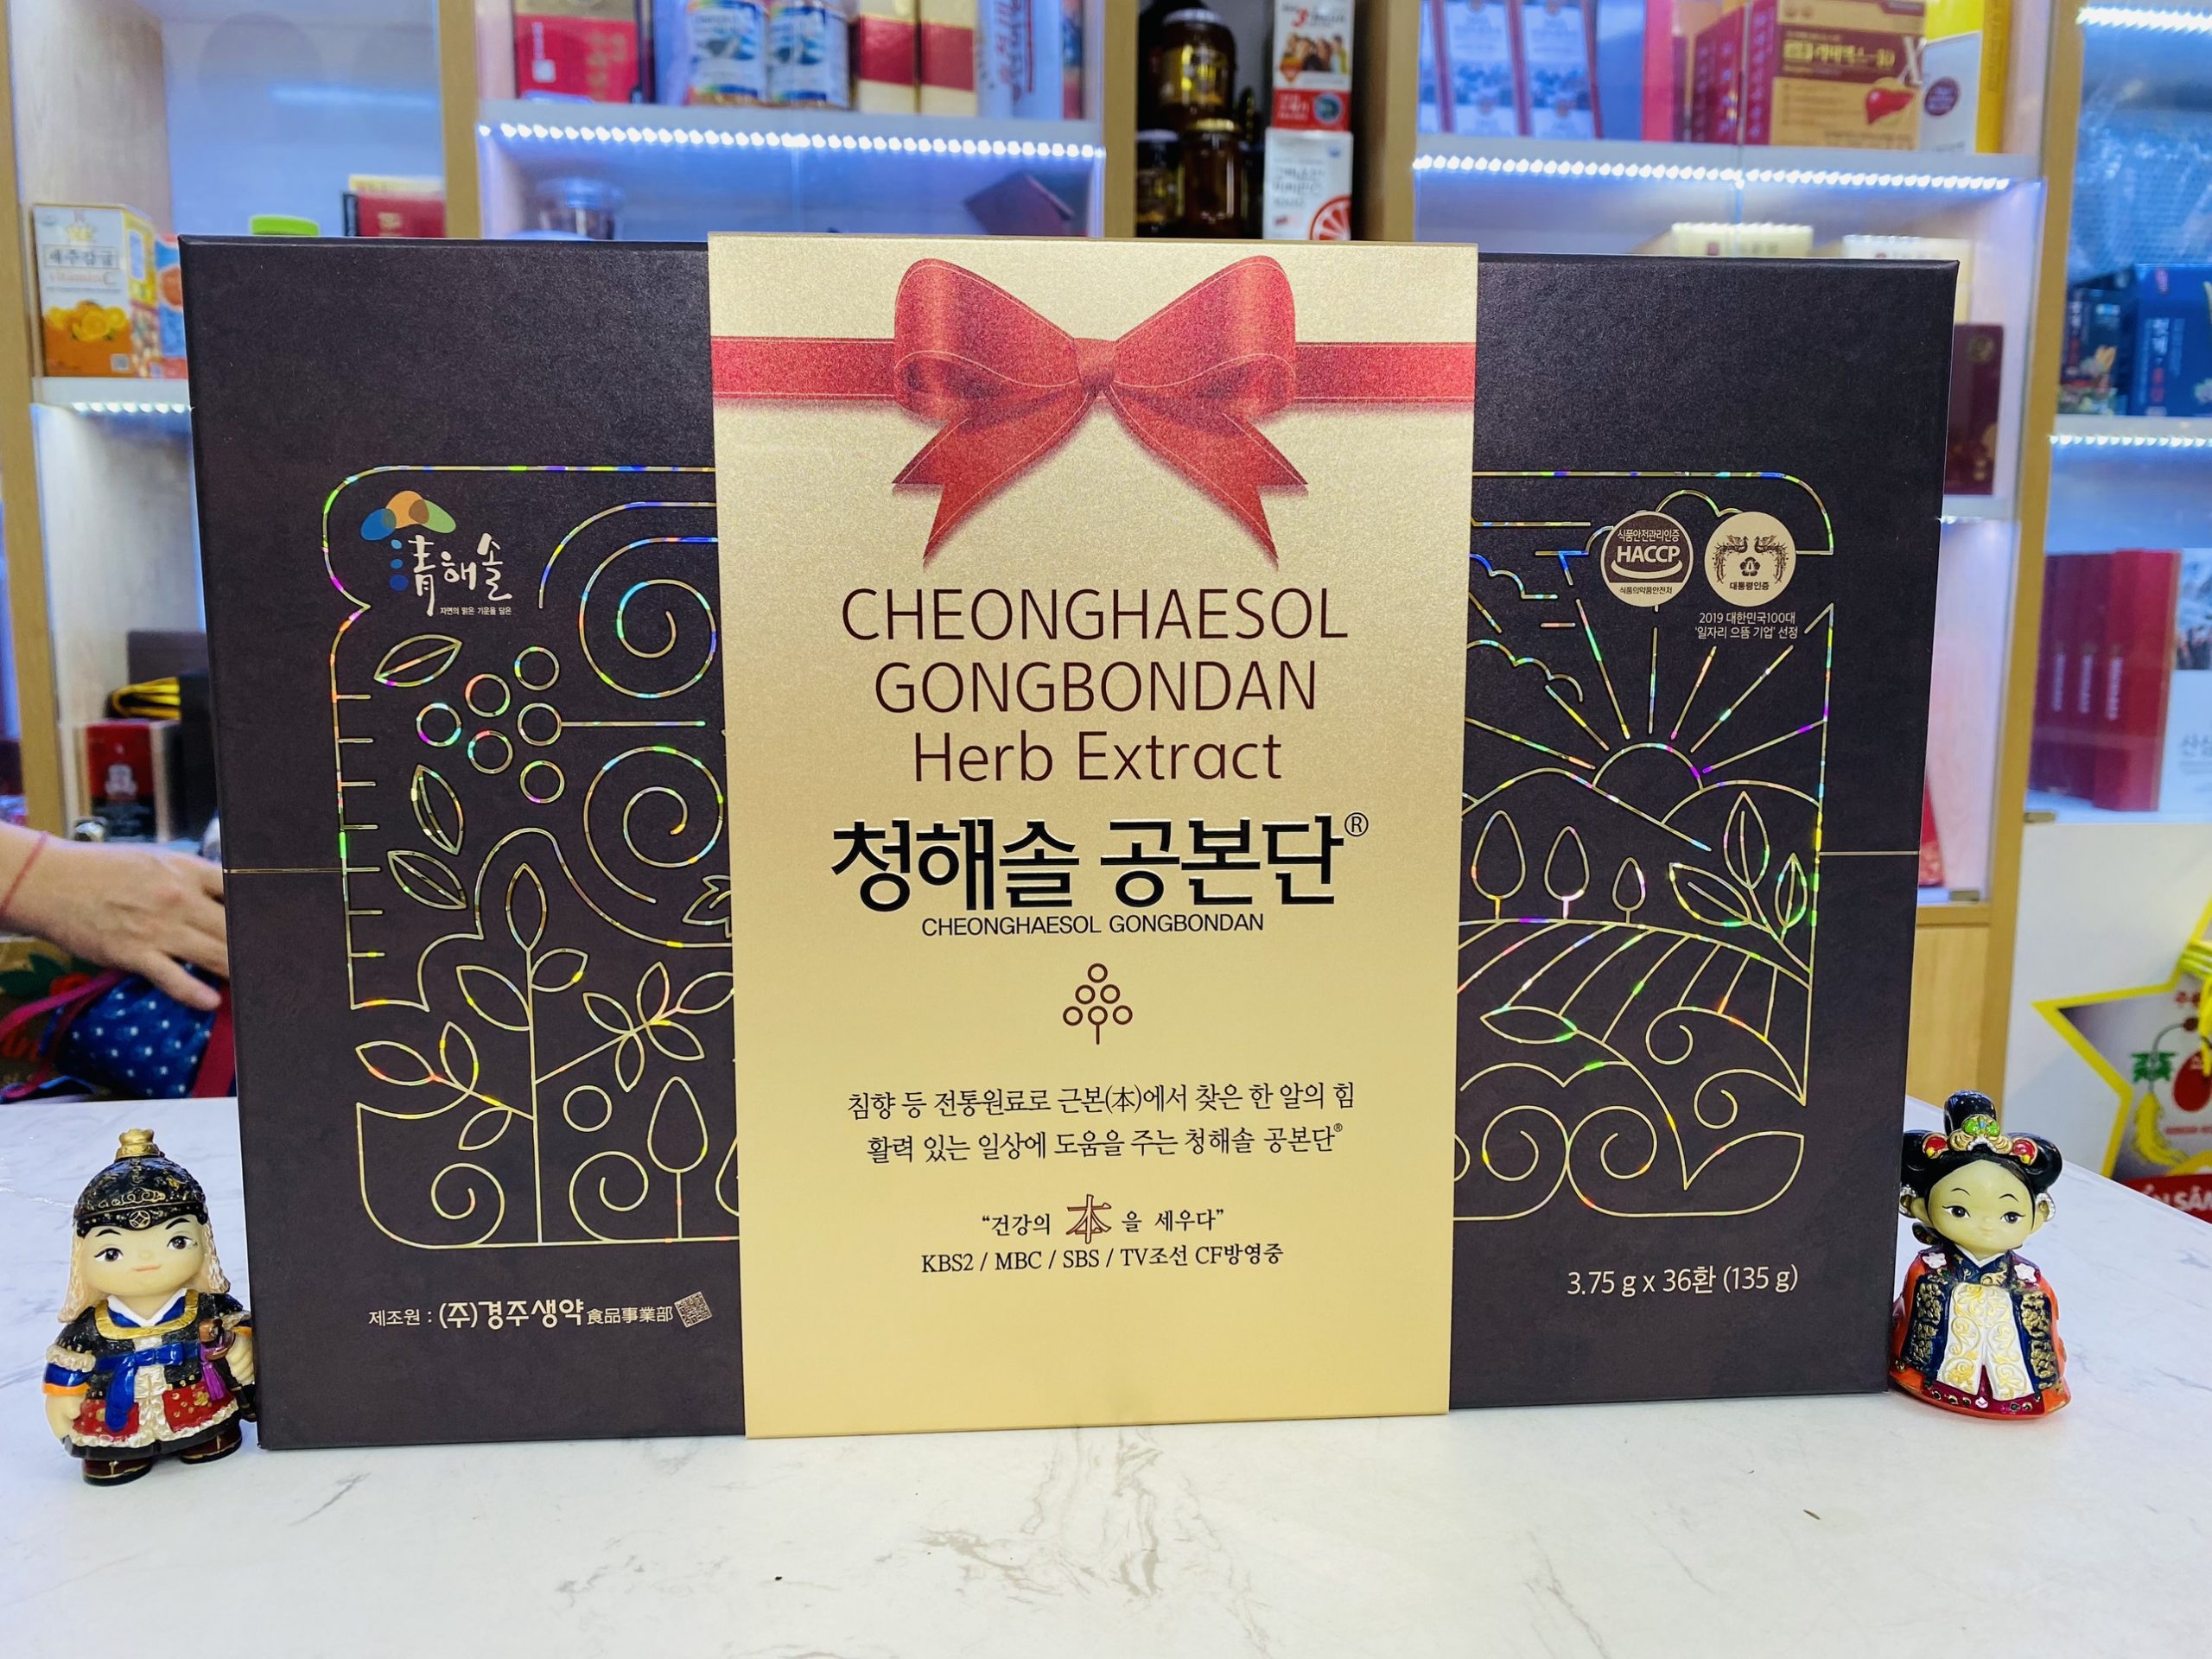 靑해솔
자연의 맑은 기운을 담은
식품안전관리인증
HACCP
식품의약품안전처
대통령인증
2019 대한민국100대
'일자리 으뜸 기업' 선정
CHEONGHAESOL
GONGBONDAN
Herb Extract
청해솔 공본단®
CHEONGHAESOL GONGBONDAN
침향 등 전통원료로 근본(本)에서 찾은 한 알의 힘
활력 있는 일상에 도움을 주는 청해솔 공본단®
“건강의 本을 세우다”
KBS2 / MBC / SBS / TV조선 CF방영중
제조원 : (주)경주생약 食品事業部
3.75 g x 36환 (135 g)
제주감귤
vitamin C